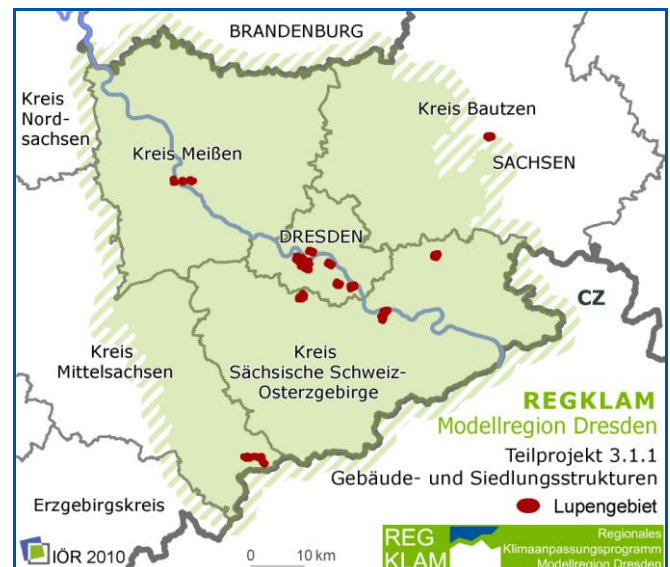 BRANDENBURG
Kreis
Nord-
sachsen
Kreis Bautzen
Kreis Meißen
SACHSEN
DRESDEN
CZ
Kreis
Mittelsachsen
Kreis
Sächsische Schweiz-
Osterzgebirge
REGKLAM
Modellregion Dresden
Teilprojekt 3.1.1
Gebäude- und Siedlungsstrukturen
Lupengebiet
Erzgebirgskreis
IÖR 2010
0 10 km
REG
KLAM
Regionales
Klimaanpassungsprogramm
Modellregion Dresden